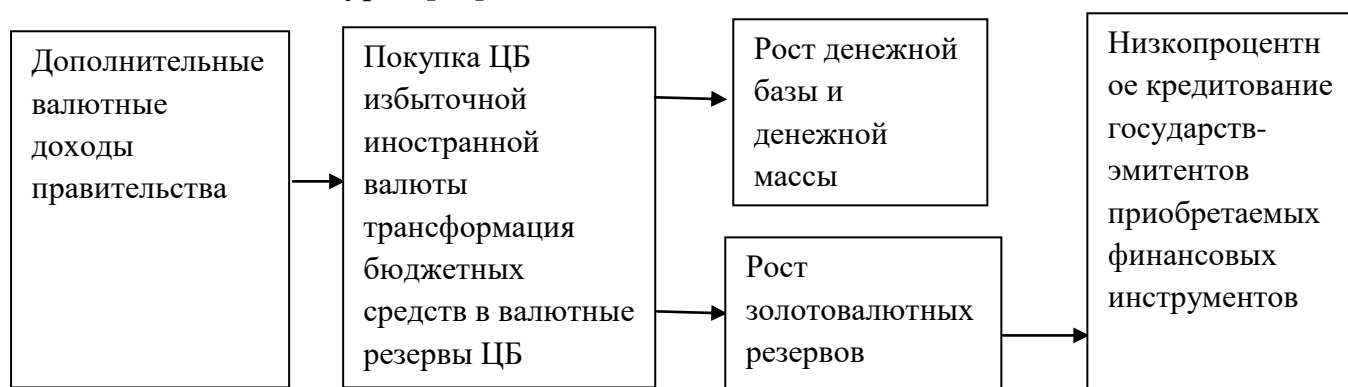 Дополнительные
валютные
доходы
правительства
Покупка ЦБ
избыточной
иностранной
валюты
трансформация
бюджетных
средств в валютные
резервы ЦБ
Рост денежной
базы и
денежной
массы
Рост
золотовалютных
резервов
Низкопроцентн
ое кредитование
государств-
эмитентов
приобретаемых
финансовых
инструментов